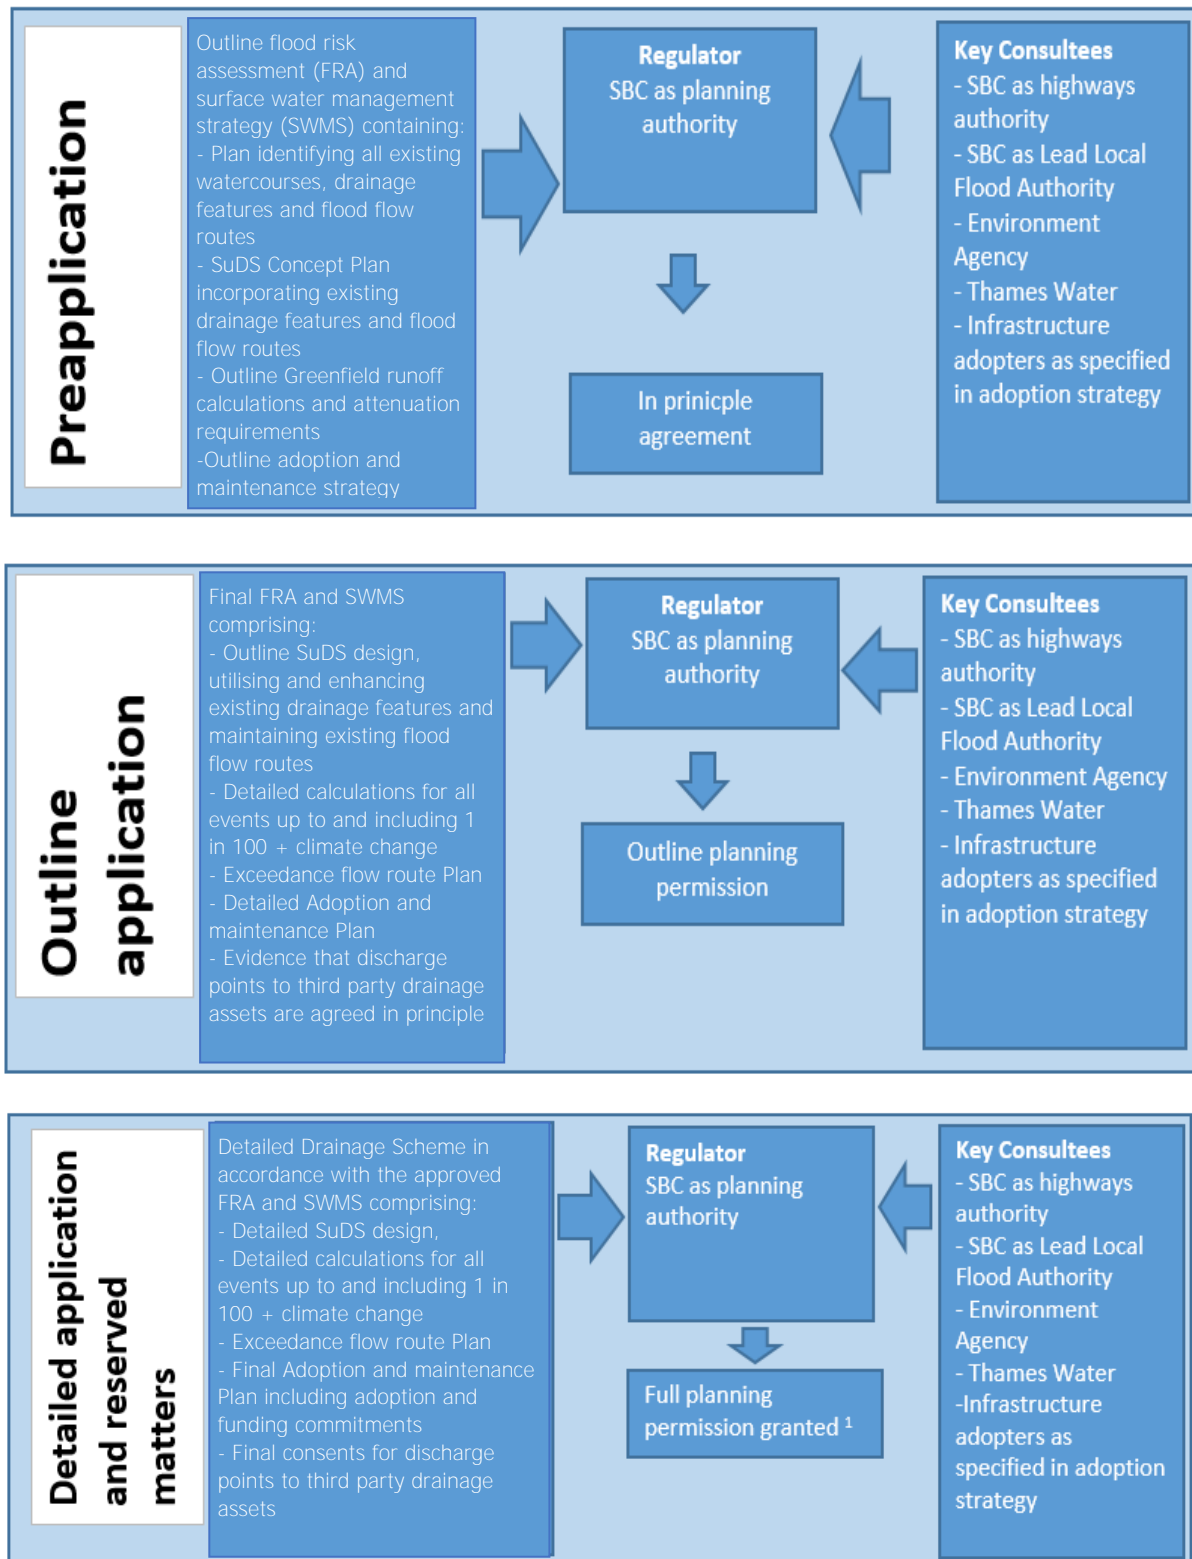 Preapplication
Outline flood risk
assessment (FRA) and
surface water management
strategy (SWMS) containing:
- Plan identifying all existing
watercourses, drainage
features and flood flow
routes
- SuDS Concept Plan
incorporating existing
drainage features and flood
flow routes
- Outline Greenfield runoff
calculations and attenuation
requirements
-Outline adoption and
maintenance strategy
Regulator
SBC as planning
authority
In prinicple
agreement
Key Consultees
- SBC as highways
authority
- SBC as Lead Local
Flood Authority
- Environment
Agency
- Thames Water
- Infrastructure
adopters as specified
in adoption strategy
Outline
application
Final FRA and SWMS
comprising:
- Outline SuDS design,
utilising and enhancing
existing drainage features and
maintaining existing flood
flow routes
- Detailed calculations for all
events up to and including 1
in 100 + climate change
- Exceedance flow route Plan
- Detailed Adoption and
maintenance Plan
- Evidence that discharge
points to third party drainage
assets are agreed in principle
Regulator
SBC as planning
authority
Outline planning
permission
Key Consultees
- SBC as highways
authority
- SBC as Lead Local
Flood Authority
- Environment Agency
- Thames Water
- Infrastructure
adopters as specified
in adoption strategy
Detailed application
and reserved
matters
Detailed Drainage Scheme in
accordance with the approved
FRA and SWMS comprising:
- Detailed SuDS design,
- Detailed calculations for all
events up to and including 1 in
100 + climate change
- Exceedance flow route Plan
- Final Adoption and maintenance
Plan including adoption and
funding commitments
- Final consents for discharge
points to third party drainage
assets
Regulator
SBC as planning
authority
Full planning
permission granted 1
Key Consultees
- SBC as highways
authority
- SBC as Lead Local
Flood Authority
- Environment
Agency
- Thames Water
-Infrastructure
adopters as
specified in adoption
strategy